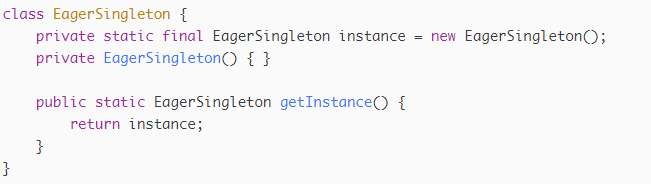 class EagerSingleton {
    private static final EagerSingleton instance = new EagerSingleton();
    private EagerSingleton() { }

    public static EagerSingleton getInstance() {
        return instance;
    }
}